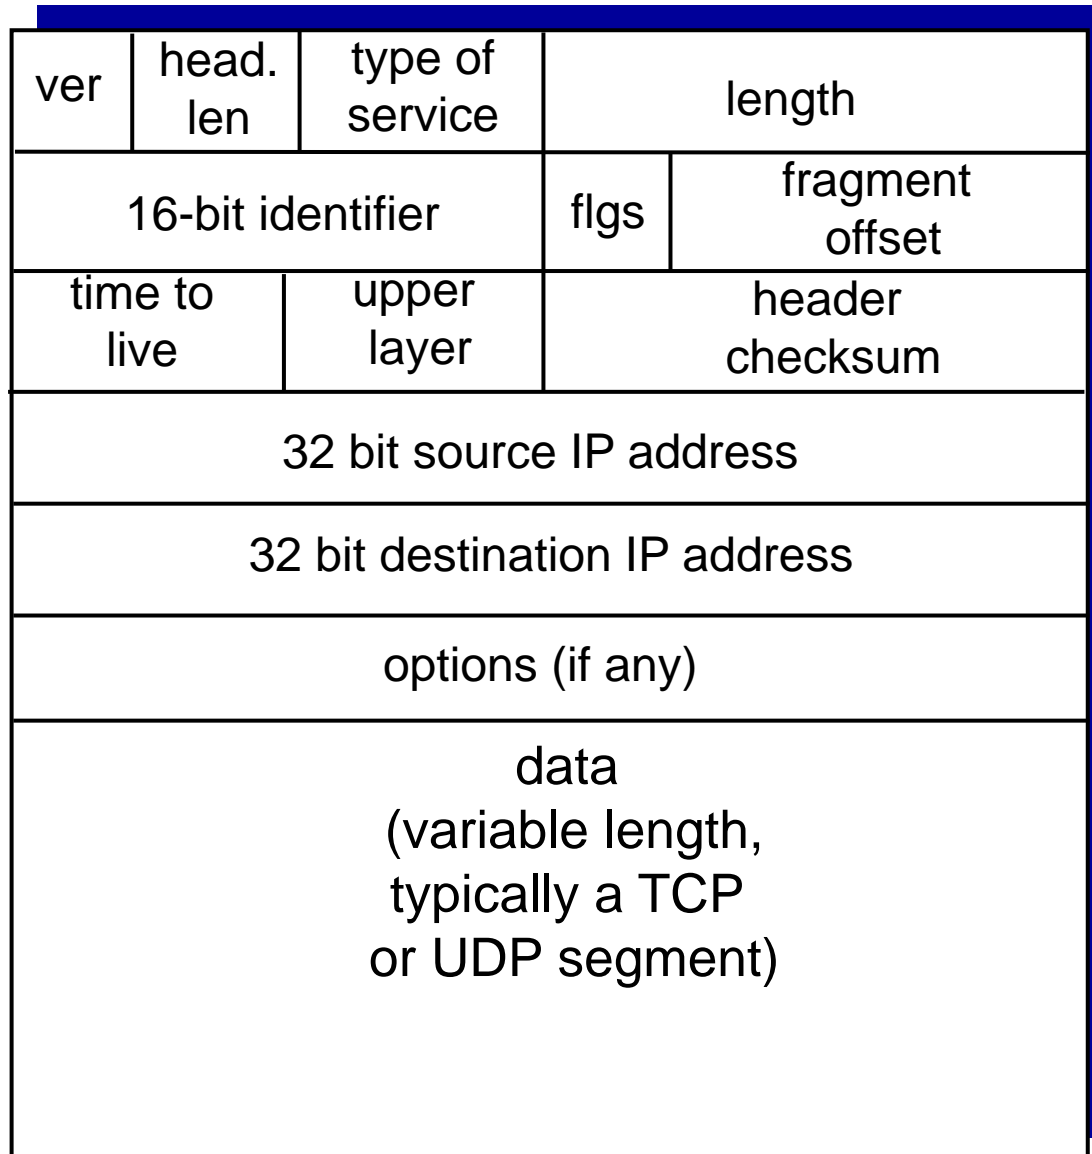 ver
head.
len
type of
service
length
16-bit identifier
flgs
fragment
offset
time to
live
upper
layer
header
checksum
32 bit source IP address
32 bit destination IP address
options (if any)
data
(variable length,
typically a TCP
or UDP segment)